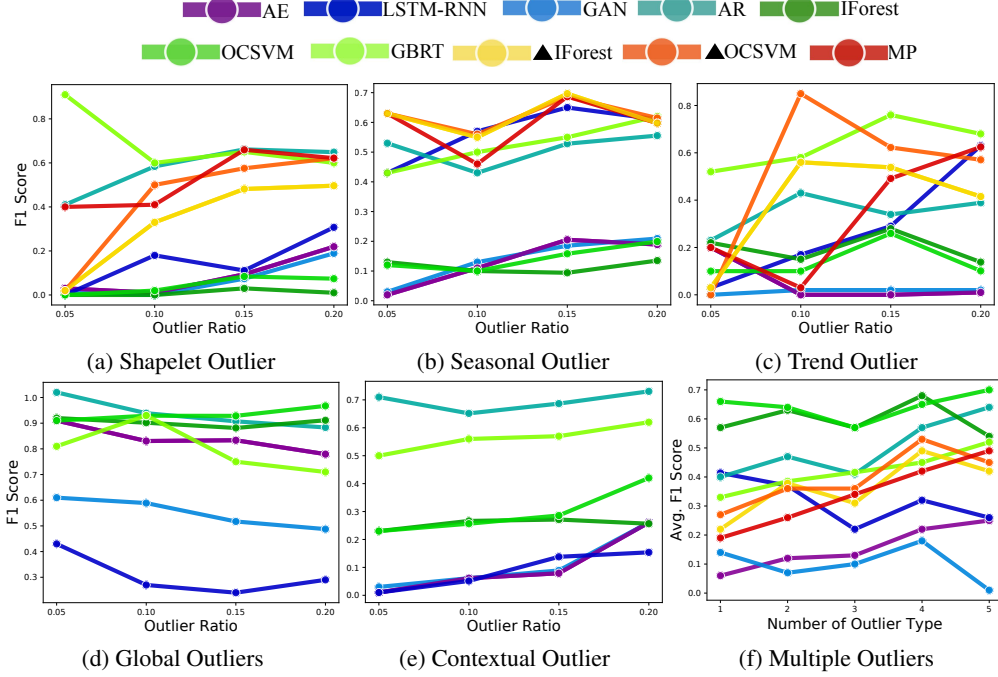 AE LSTM-RNN GAN AR IForest
OCSVM GBRT ▲IForest ▲OCSVM MP
F1 Score
0.8
0.6
0.4
0.2
0.0
0.05 0.10 0.15 0.20
Outlier Ratio
(a) Shapelet Outlier
0.7
0.6
0.5
0.4
0.3
0.2
0.1
0.0
0.05 0.10 0.15 0.20
Outlier Ratio
(b) Seasonal Outlier
0.8
0.6
0.4
0.2
0.0
0.05 0.10 0.15 0.20
Outlier Ratio
(c) Trend Outlier
F1 Score
1.0
0.9
0.8
0.7
0.6
0.5
0.4
0.3
0.05 0.10 0.15 0.20
Outlier Ratio
(d) Global Outliers
0.7
0.6
0.5
0.4
0.3
0.2
0.1
0.0
0.05 0.10 0.15 0.20
Outlier Ratio
(e) Contextual Outlier
Avg. F1 Score
0.7
0.6
0.5
0.4
0.3
0.2
0.1
0.0
1 2 3 4 5
Number of Outlier Type
(f) Multiple Outliers